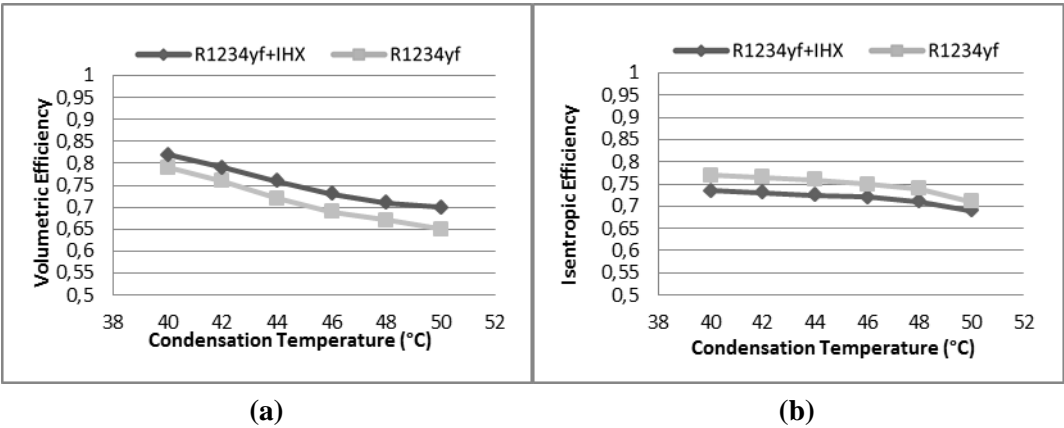 R1234yf+IHX R1234yf
1
0,95
0,9
0,85
0,8
0,75
0,7
0,65
0,6
0,55
0,5
Volumetric Efficiency
38 40 42 44 46 48 50 52
Condensation Temperature (°C)
(a)
R1234yf+IHX R1234yf
1
0,95
0,9
0,85
0,8
0,75
0,7
0,65
0,6
0,55
0,5
Isentropic Efficiency
38 40 42 44 46 48 50 52
Condensation Temperature (°C)
(b)